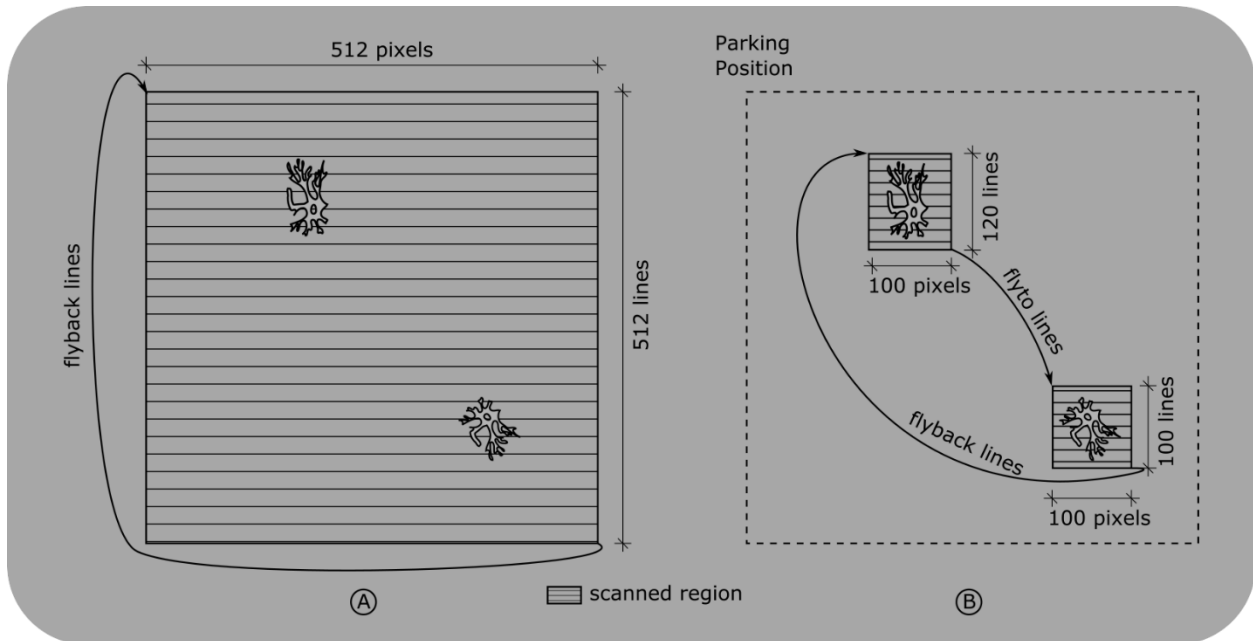 512 pixels
flyback lines
512 lines
A
Parking
Position
120 lines
100 pixels
flyto lines
flyback lines
100 lines
100 pixels
B
scanned region